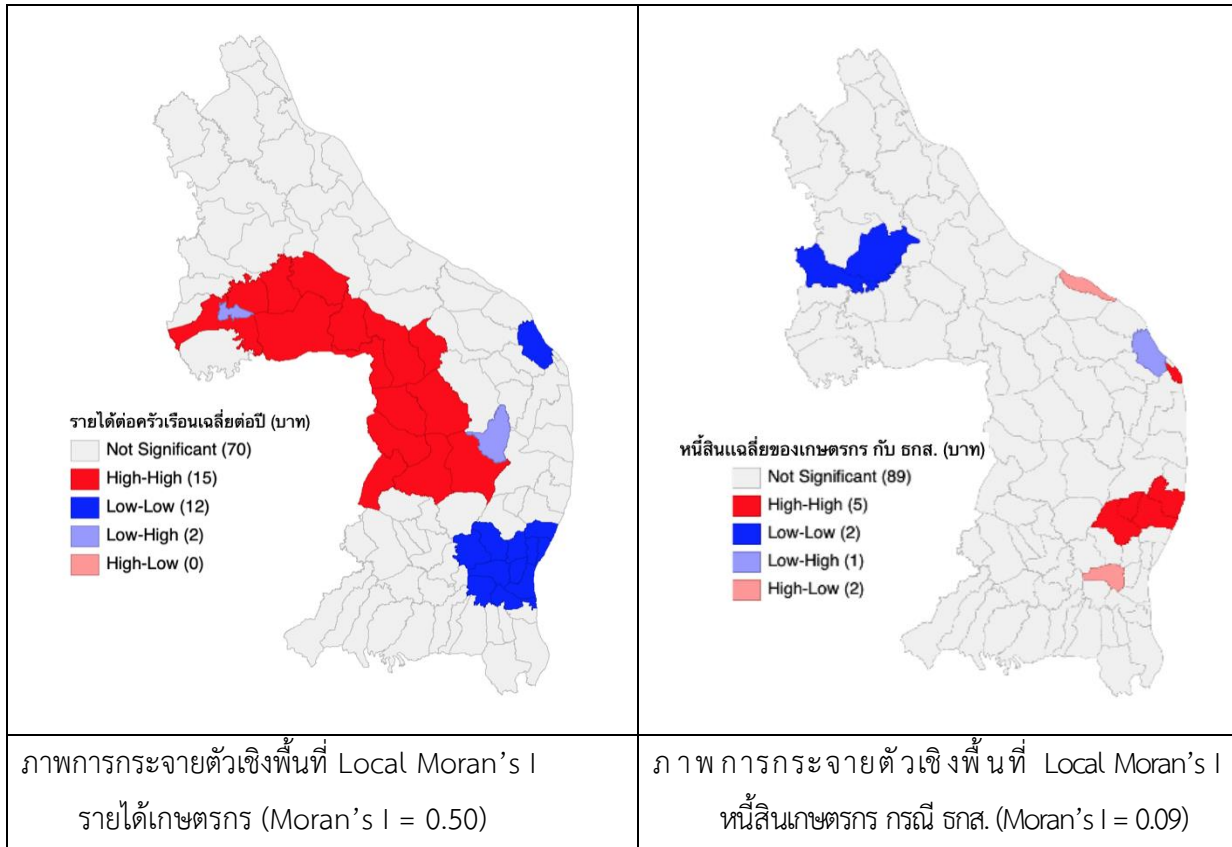 รายได้ต่อครัวเรือนเฉลี่ยต่อปี (บาท)
Not Significant (70)
High-High (15)
Low-Low (12)
Low-High (2)
High-Low (0)
หนี้สินเเฉลี่ยของเกษตรกร กับ ธกส. (บาท)
Not Significant (89)
High-High (5)
Low-Low (2)
Low-High (1)
High-Low (2)
ภาพการกระจายตัวเชิงพื้นที่ Local Moran’s I
รายได้เกษตรกร (Moran’s I = 0.50)
ภาพการกระจายตัวเชิงพื้นที่ Local Moran’s I
หนี้สินเกษตรกร กรณี ธกส. (Moran’s I = 0.09)